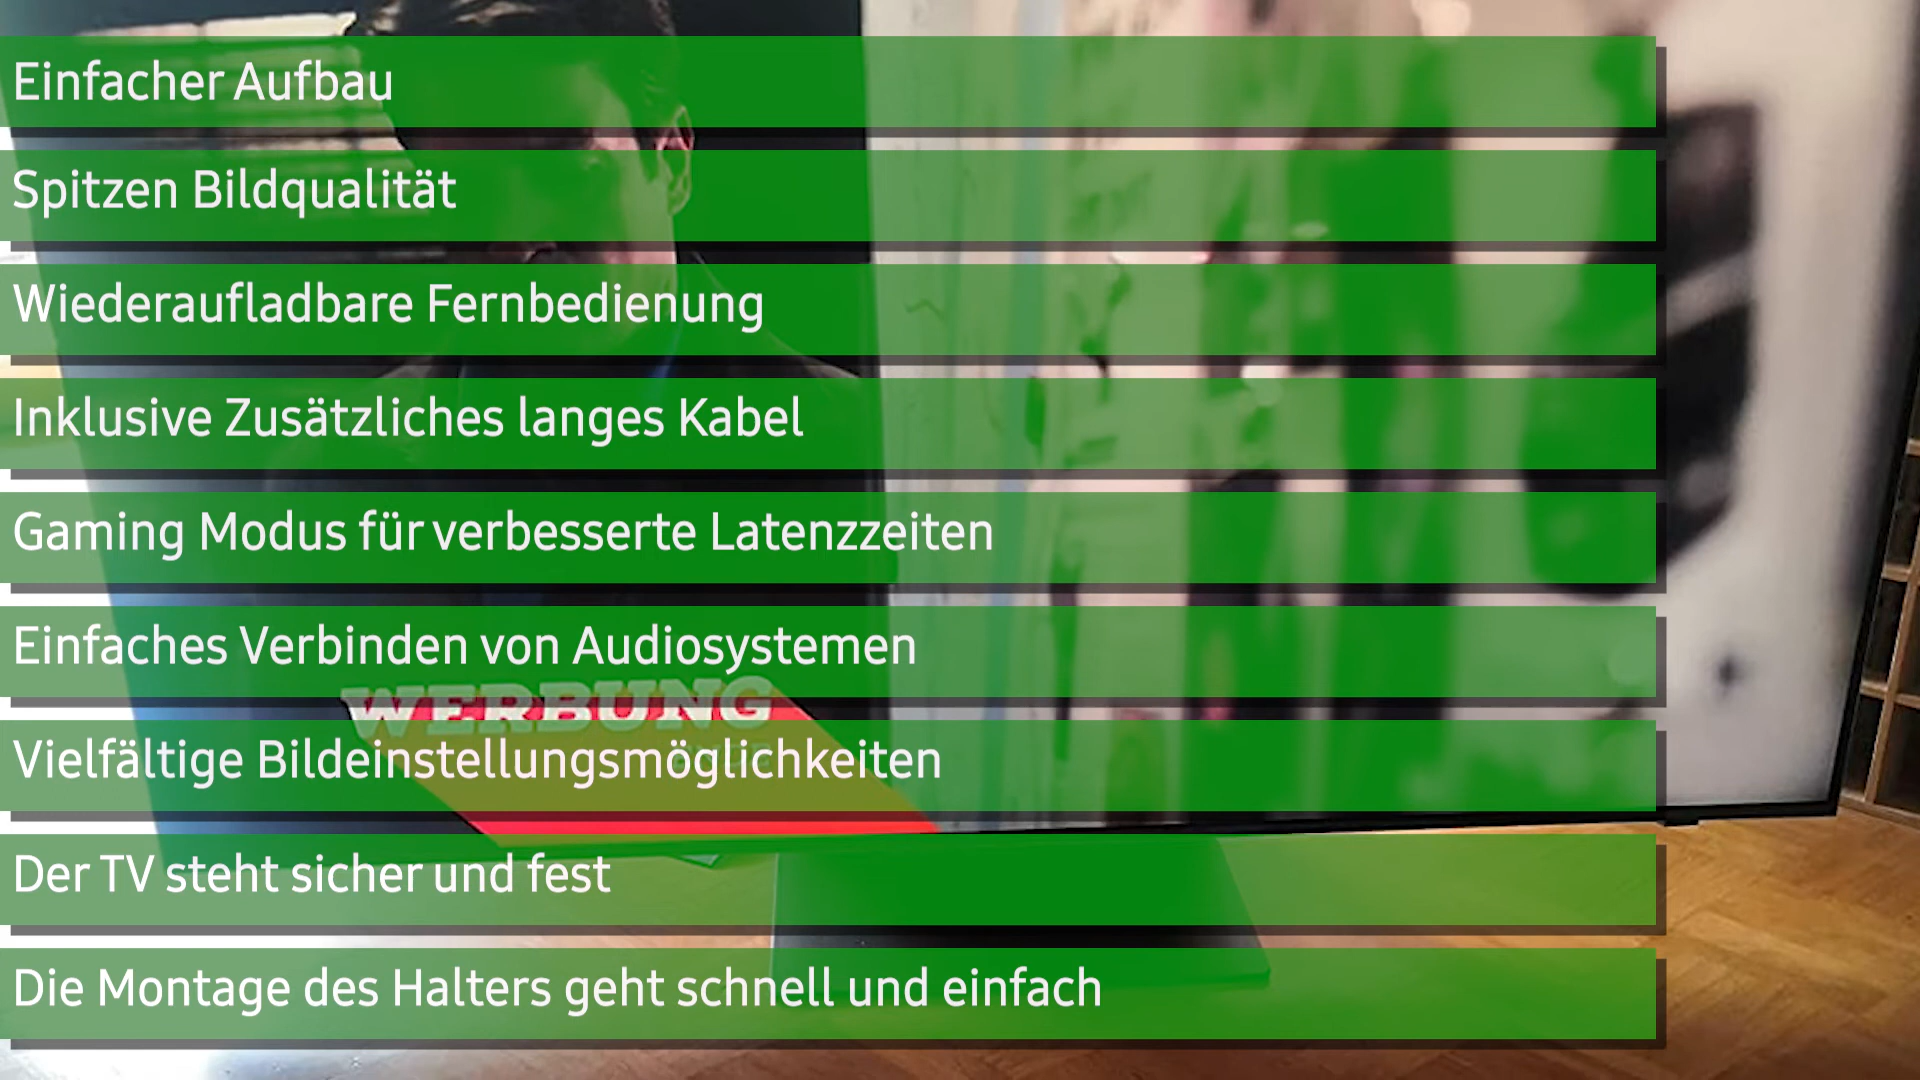 Einfacher Aufbau
Spitzen Bildqualität
Wiederaufladbare Fernbedienung
Inklusive Zusätzliches langes Kabel
Gaming Modus für verbesserte Latenzzeiten
Einfaches Verbinden von Audiosystemen
WERBUNG
Vielfältige Bildeinstellungsmöglichkeiten
Der TV steht sicher und fest
Die Montage des Halters geht schnell und einfach